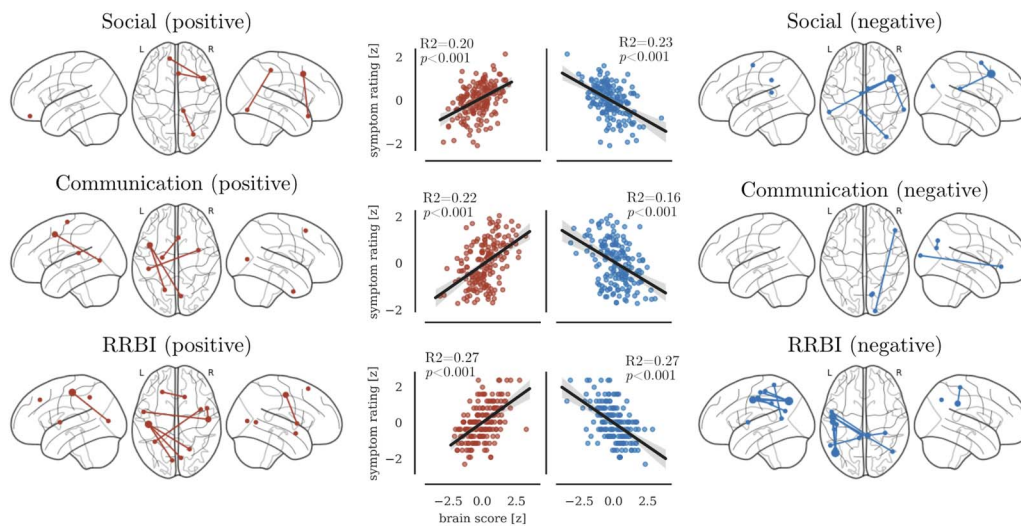 Social (positive)
L R
R2=0.20
p<0.001
R2=0.23
p<0.001
symptom rating [z]
2
0
−2
Social (negative)
L R
Communication (positive)
L R
R2=0.22
p<0.001
R2=0.16
p<0.001
symptom rating [z]
2
0
−2
Communication (negative)
L R
RRBI (positive)
L R
R2=0.27
p<0.001
R2=0.27
p<0.001
symptom rating [z]
2
0
−2
−2.5 0.0 2.5
brain score [z]
−2.5 0.0 2.5
RRBI (negative)
L R